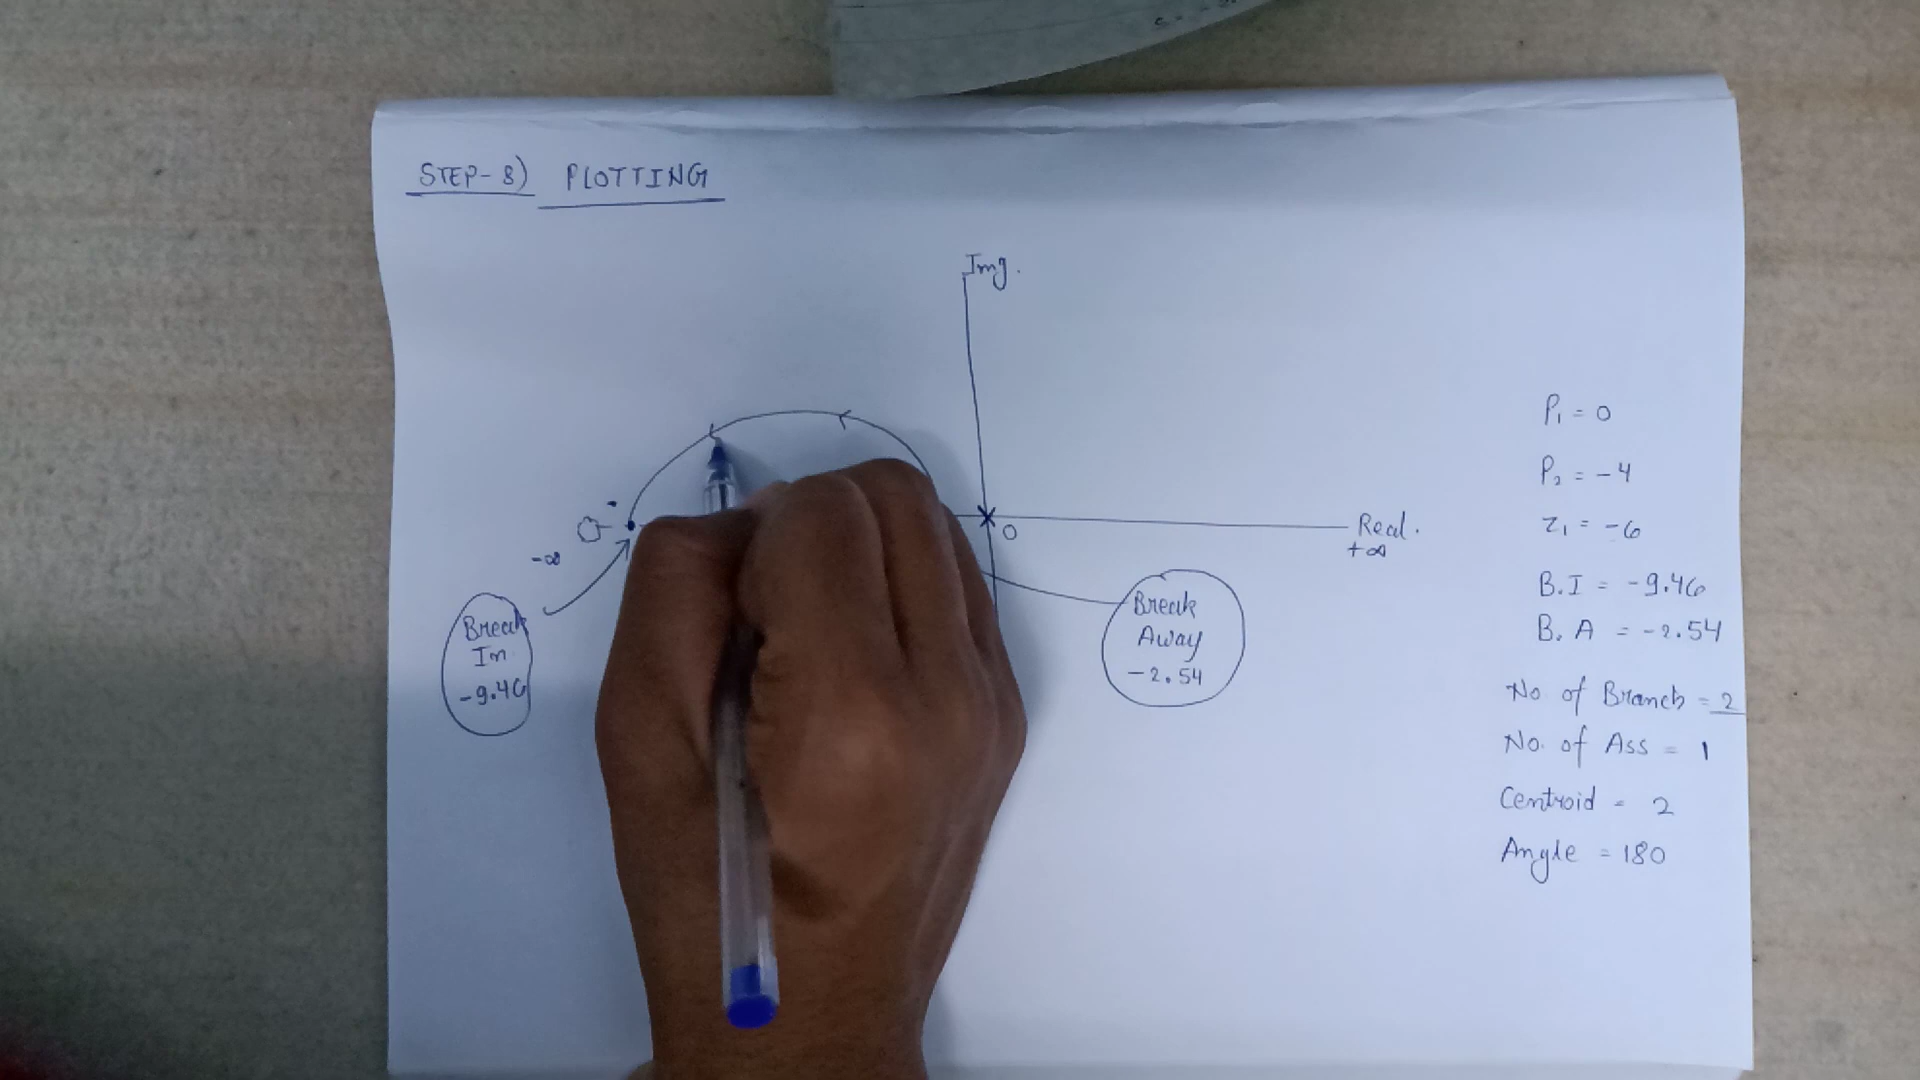 STEP-8) PLOTTING
Img.
0
Real.
+∞
-∞
Break
In
-9.46
Break
Away
-2.54
P₁ = 0
P₂ = -4
Z₁ = -6
B.I = -9.46
B.A = -2.54
No of Branch = 2
No. of Ass = 1
Centroid = 2
Angle = 180